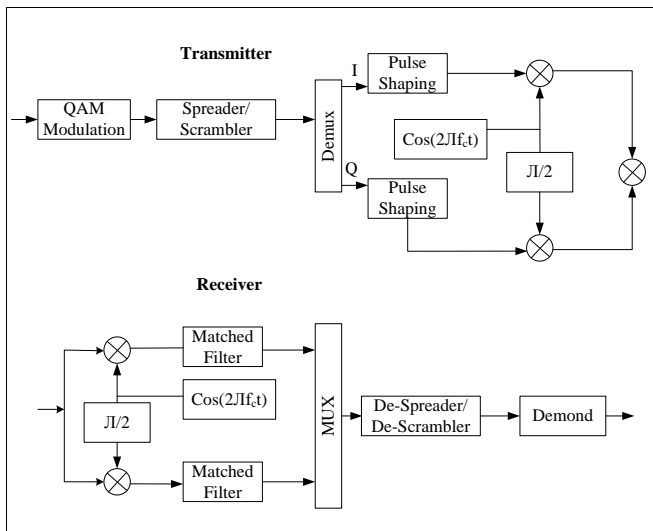 Transmitter
QAM
Modulation
Spreader/
Scrambler
Demux
I
Q
Pulse
Shaping
Pulse
Shaping
Cos(2Лfct)
Л/2
Receiver
Matched
Filter
Cos(2Лfct)
Л/2
Matched
Filter
MUX
De-Spreader/
De-Scrambler
Demond